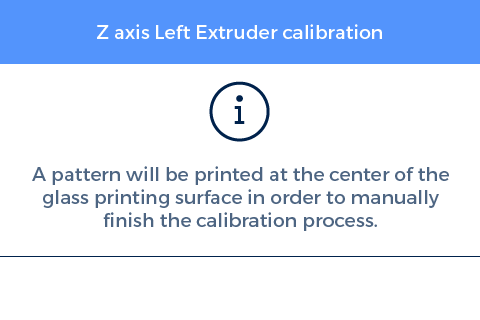 Z axis Left Extruder calibration
A pattern will be printed at the center of the
glass printing surface in order to manually
finish the calibration process.